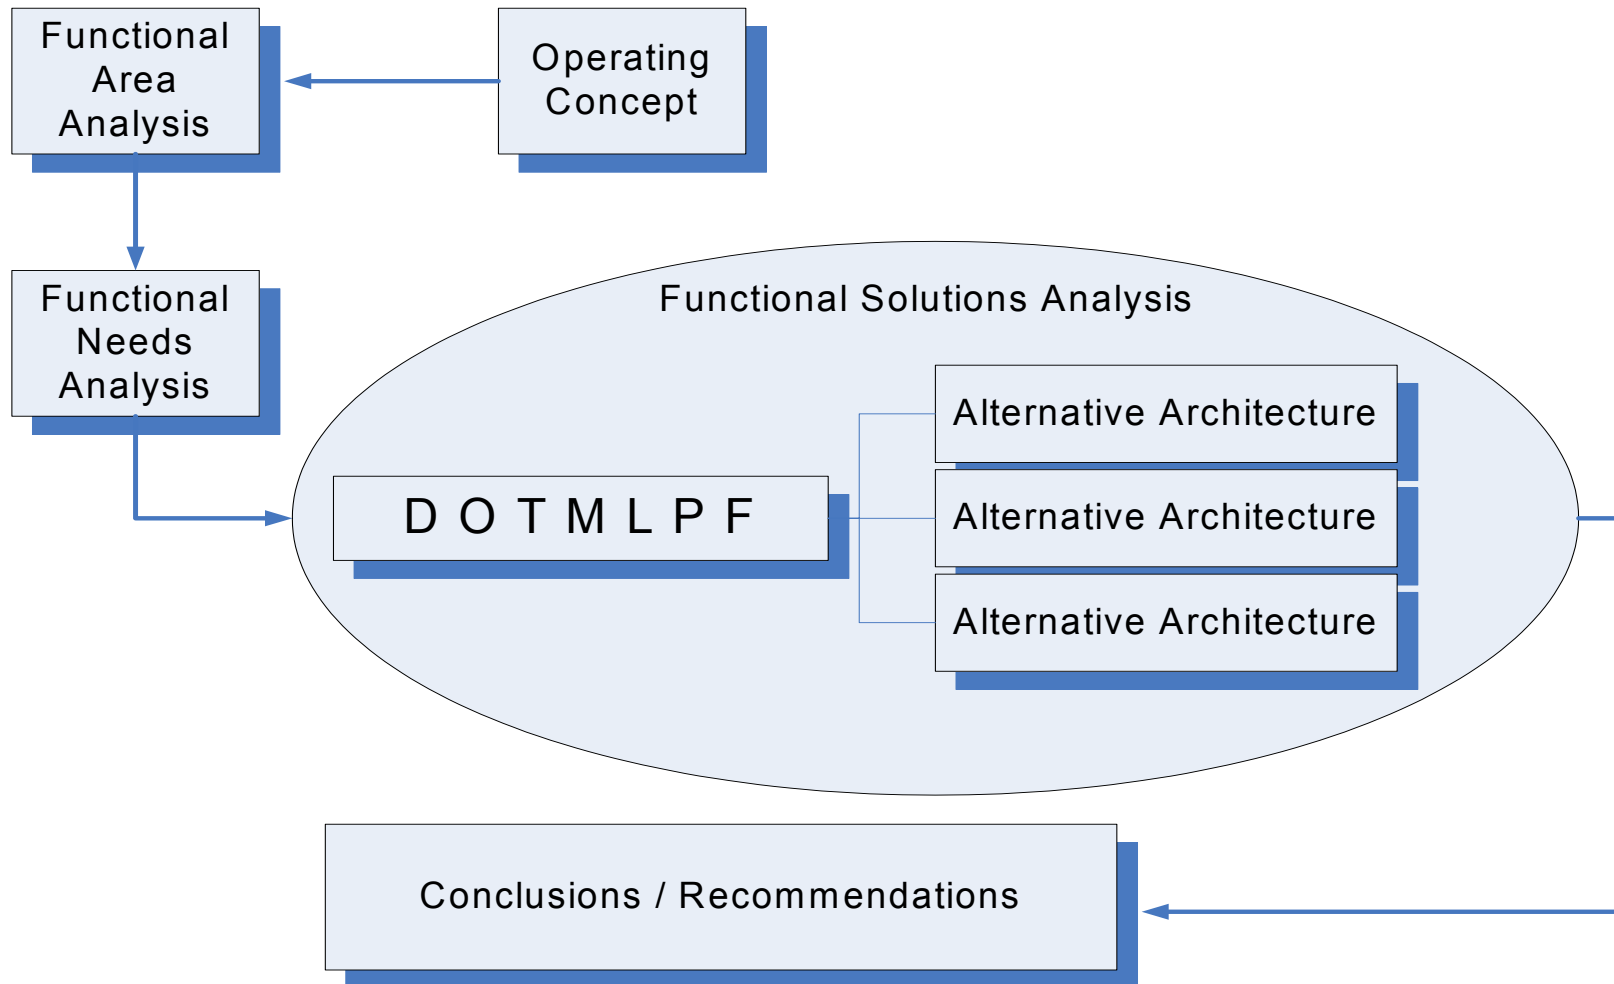 Functional
Area
Analysis
Operating
Concept
Functional
Needs
Analysis
Functional Solutions Analysis
D O T M L P F
Alternative Architecture
Alternative Architecture
Alternative Architecture
Conclusions / Recommendations